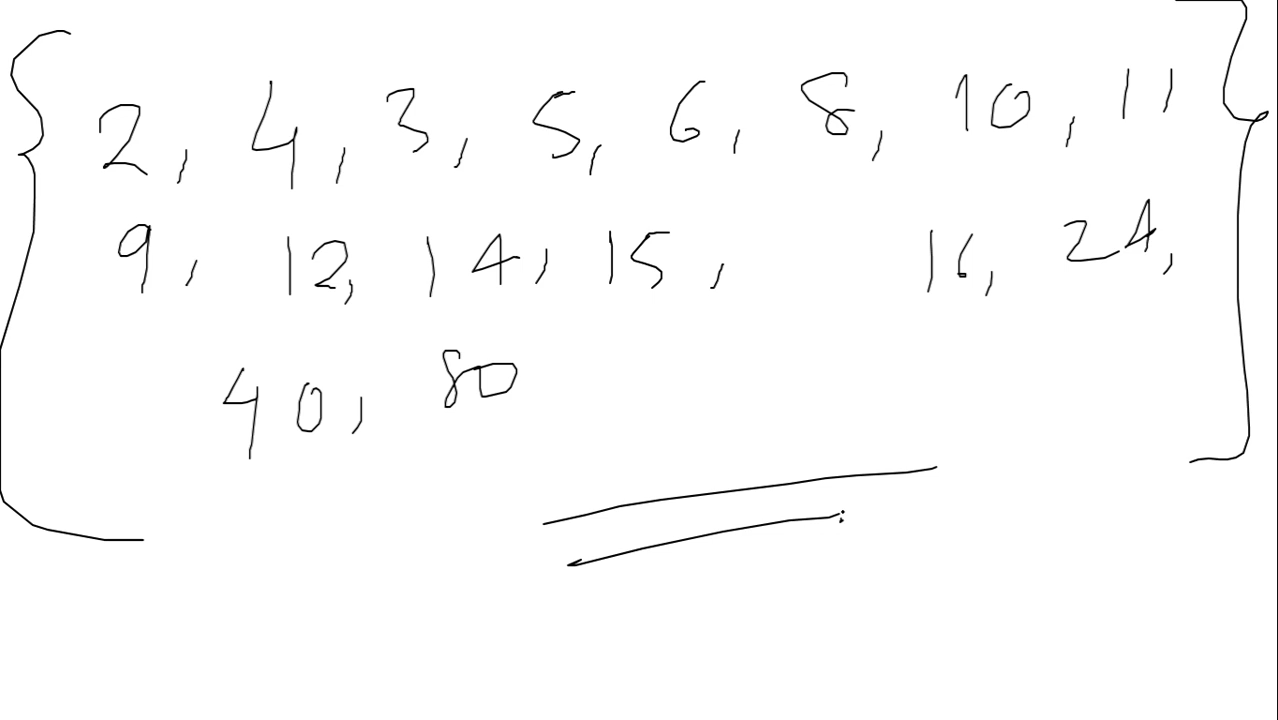 { 2, 4, 3, 5, 6, 8, 10, 11 }
9, 12, 14, 15, 16, 24,
40, 80